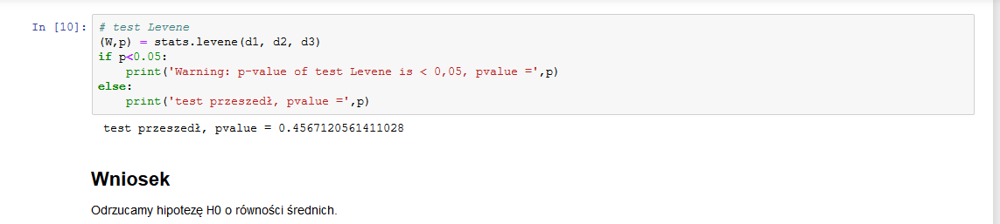 In [10]: # test Levene
(W,p) = stats.levene(d1, d2, d3)
if p<0.05:
    print('Warning: p-value of test Levene is < 0,05, pvalue =',p)
else:
    print('test przeszedł, pvalue =',p)
test przeszedł, pvalue = 0.4567120561411028
Wniosek
Odrzucamy hipotezę H0 o równości średnich.